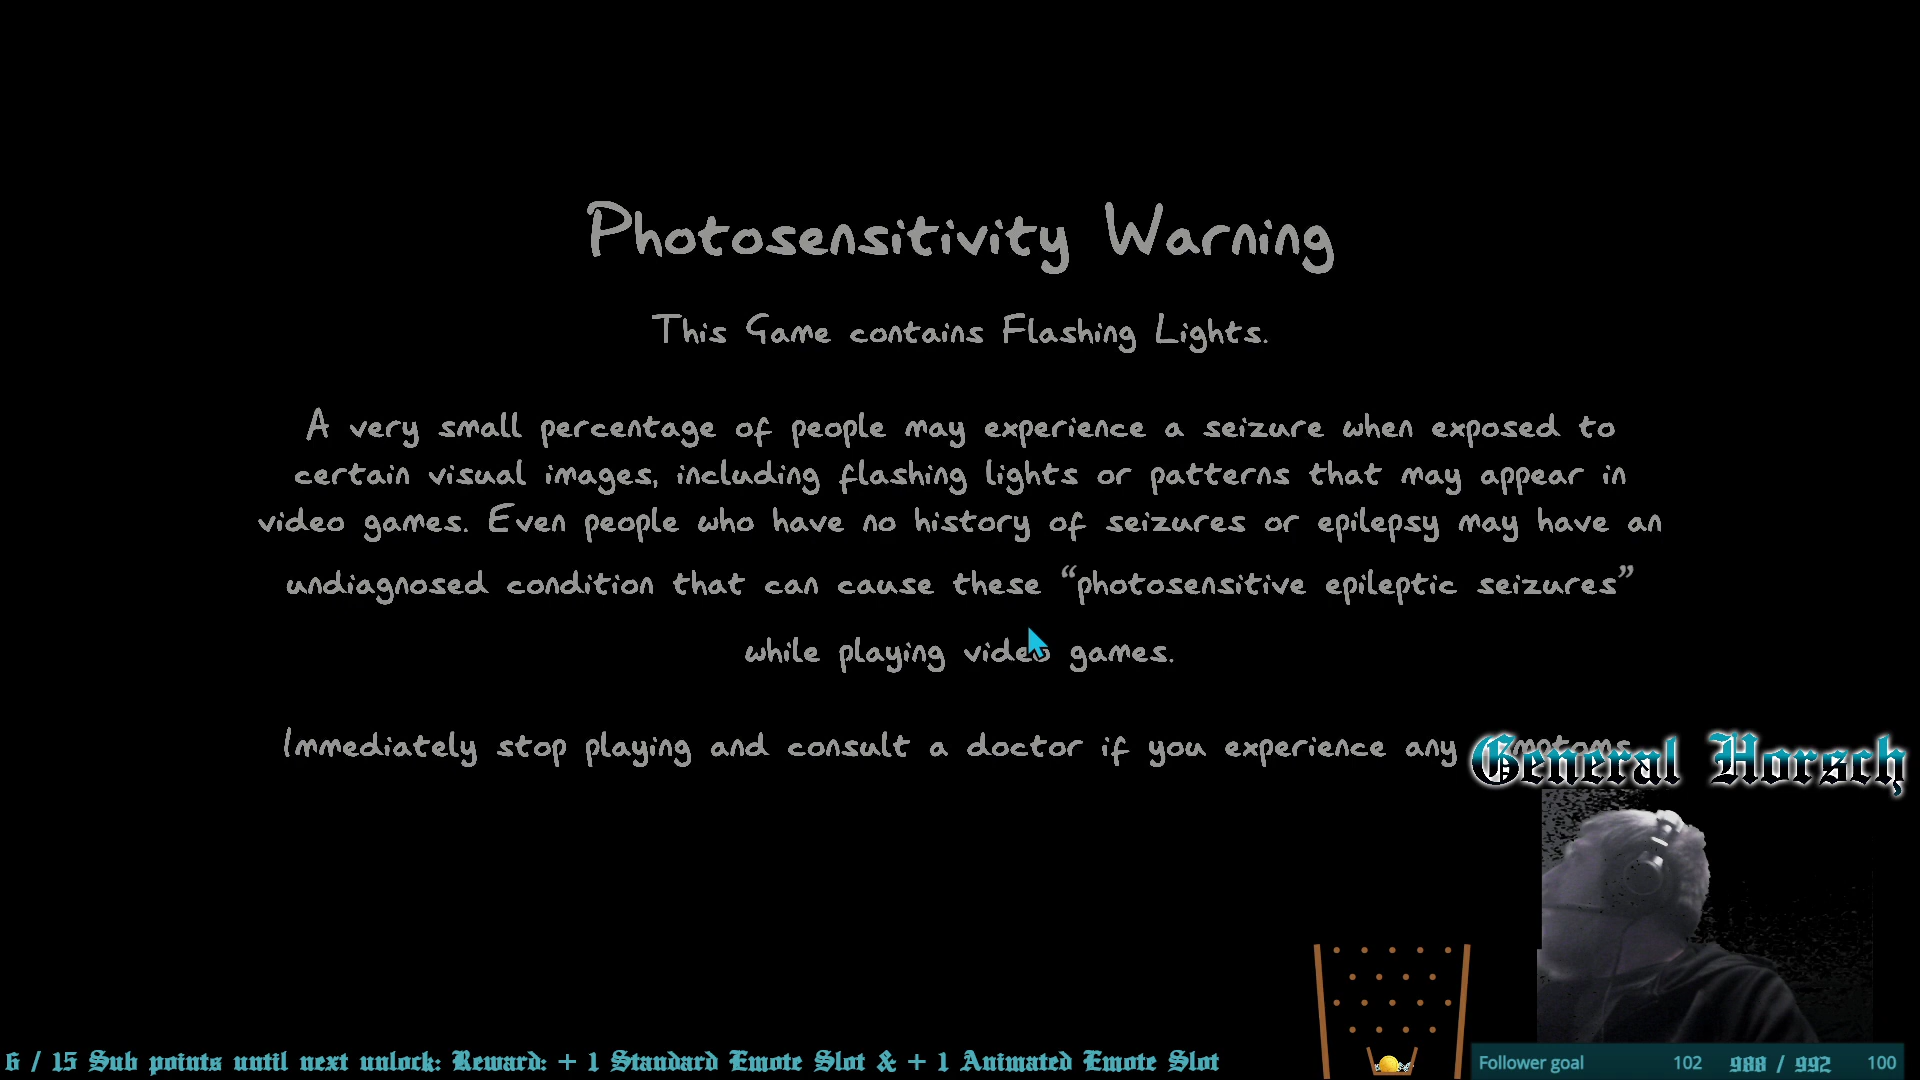 Photosensitivity Warning
This Game contains Flashing Lights.
A very small percentage of people may experience a seizure when exposed to
certain visual images, including flashing lights or patterns that may appear in
video games. Even people who have no history of seizures or epilepsy may have an
undiagnosed condition that can cause these “photosensitive epileptic seizures”
while playing video games.
Immediately stop playing and consult a doctor if you experience any
General Horsch
6 / 15 Sub points until next unlock: Reward: + 1 Standard Emote Slot & + 1 Animated Emote Slot
Follower goal 102 988 / 992 100